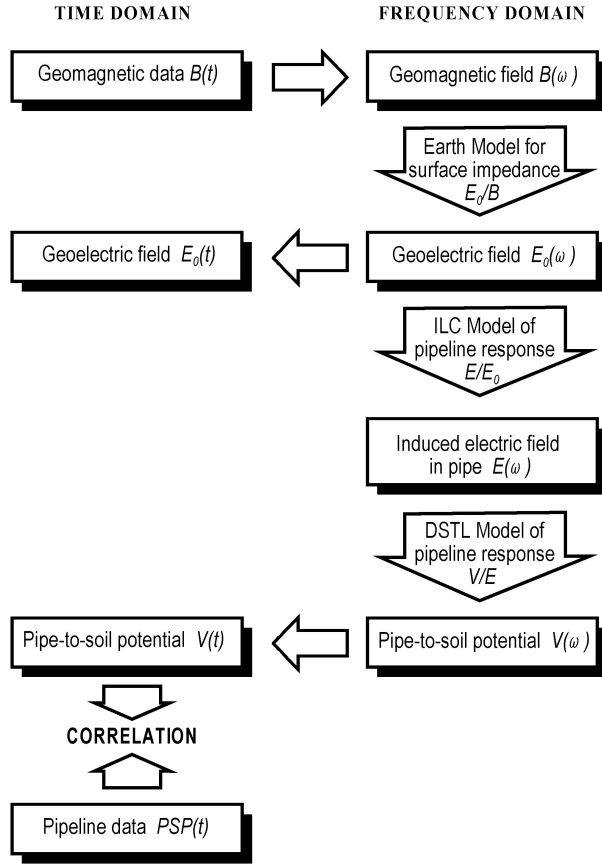 TIME DOMAIN
FREQUENCY DOMAIN
Geomagnetic data B(t)
Geomagnetic field B(ω)
Earth Model for
surface impedance
E₀/B
Geoelectric field E₀(t)
Geoelectric field E₀(ω)
ILC Model of
pipeline response
E/E₀
Induced electric field
in pipe E(ω)
DSTL Model of
pipeline response
V/E
Pipe-to-soil potential V(t)
Pipe-to-soil potential V(ω)
CORRELATION
Pipeline data PSP(t)